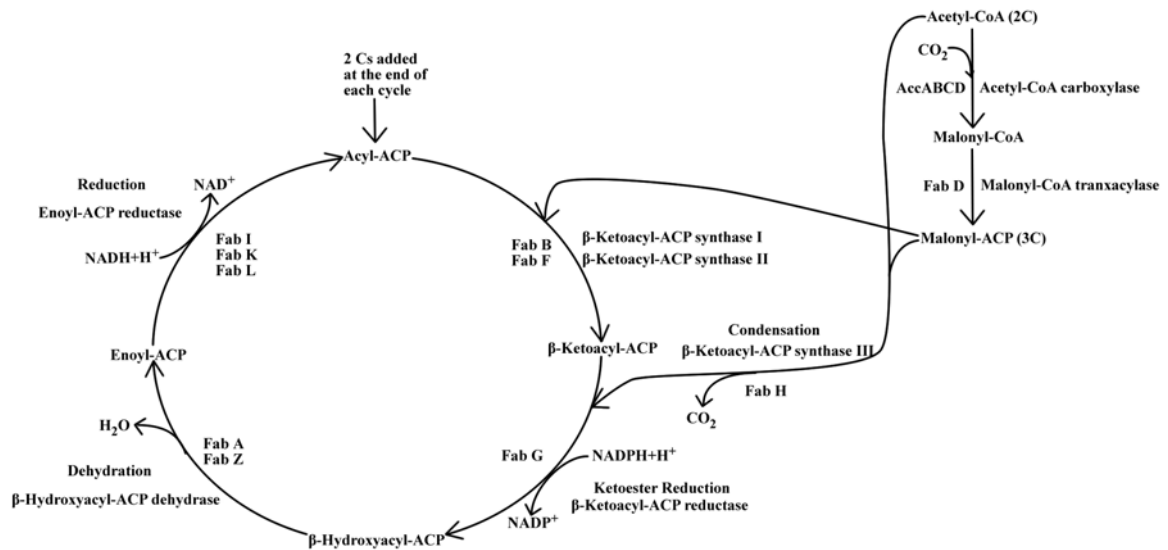 Acetyl-CoA (2C)
CO2
AccABCD
Acetyl-CoA carboxylase
Malonyl-CoA
Fab D
Malonyl-CoA tranxacylase
Malonyl-ACP (3C)
2 Cs added
at the end of
each cycle
Acyl-ACP
Fab B
Fab F
β-Ketoacyl-ACP synthase I
β-Ketoacyl-ACP synthase II
β-Ketoacyl-ACP
Condensation
β-Ketoacyl-ACP synthase III
Fab H
CO2
Fab G
NADPH+H+
NADP+
Ketoester Reduction
β-Ketoacyl-ACP reductase
β-Hydroxyacyl-ACP
H2O
Fab A
Fab Z
Dehydration
β-Hydroxyacyl-ACP dehydrase
Enoyl-ACP
Reduction
Enoyl-ACP reductase
NAD+
NADH+H+
Fab I
Fab K
Fab L